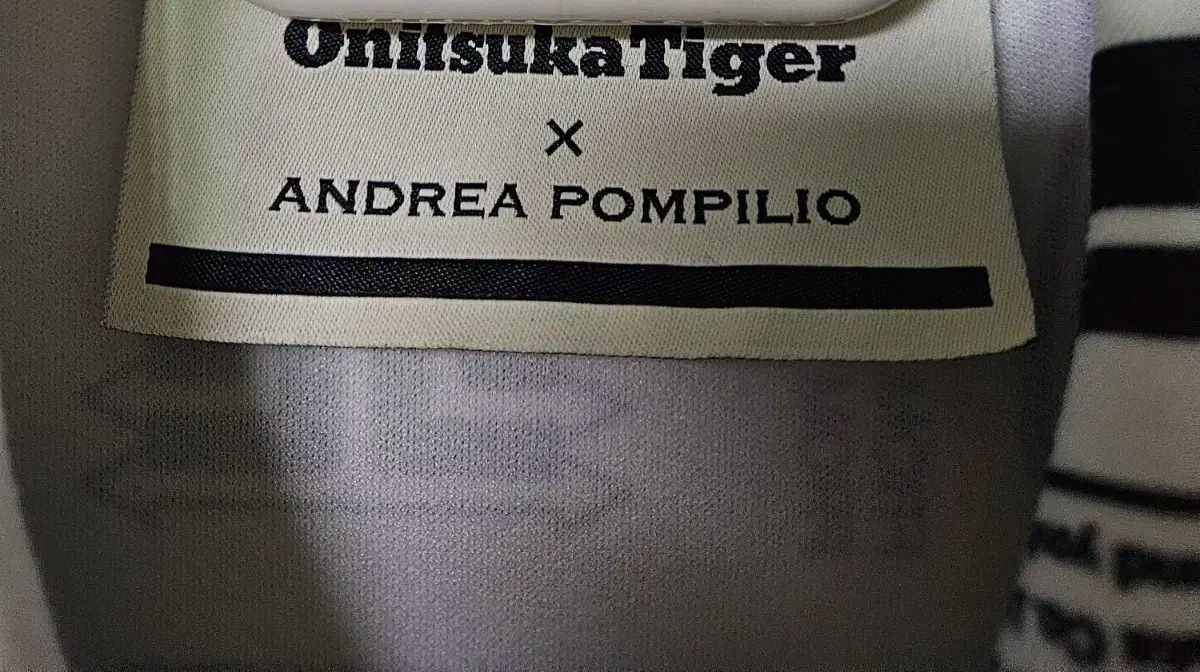 OnitsukaTiger
×
ANDREA POMPILIO